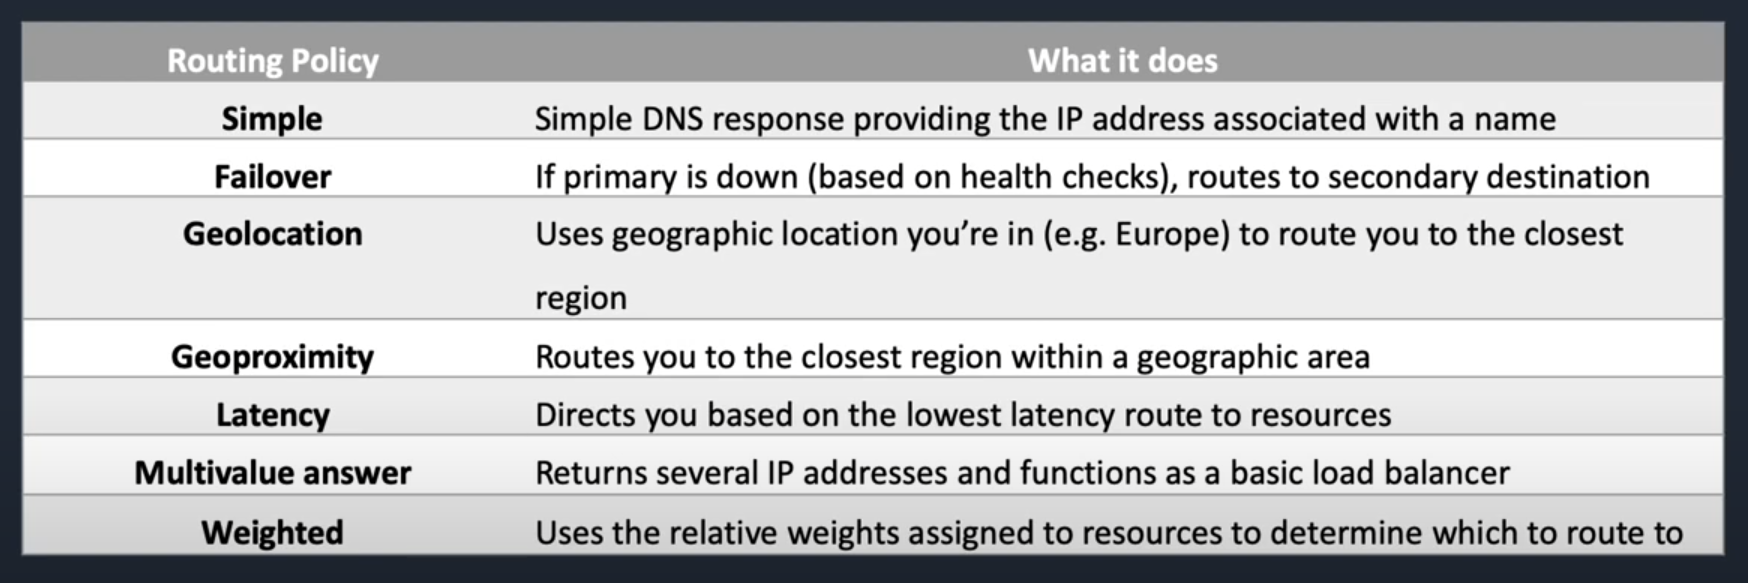 Routing Policy What it does
Simple Simple DNS response providing the IP address associated with a name
Failover If primary is down (based on health checks), routes to secondary destination
Geolocation Uses geographic location you’re in (e.g. Europe) to route you to the closest
region
Geoproximity Routes you to the closest region within a geographic area
Latency Directs you based on the lowest latency route to resources
Multivalue answer Returns several IP addresses and functions as a basic load balancer
Weighted Uses the relative weights assigned to resources to determine which to route to